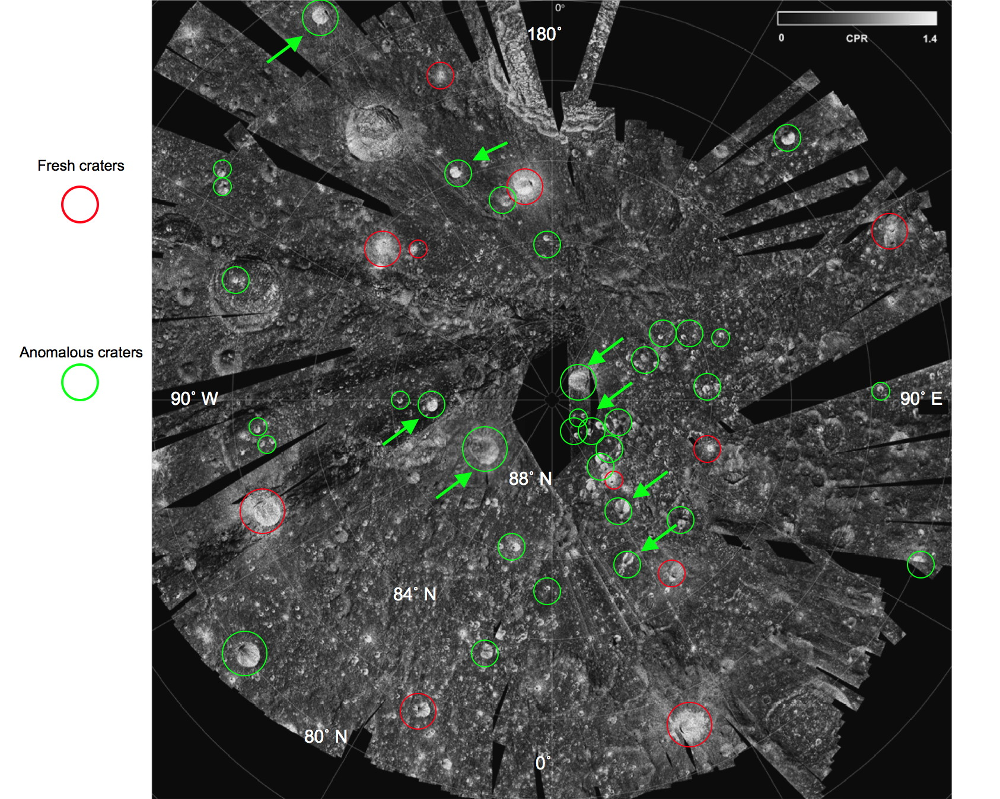 0°
180°
0 CPR 1.4
Fresh craters
Anomalous craters
90° W
90° E
88° N
84° N
80° N
0°